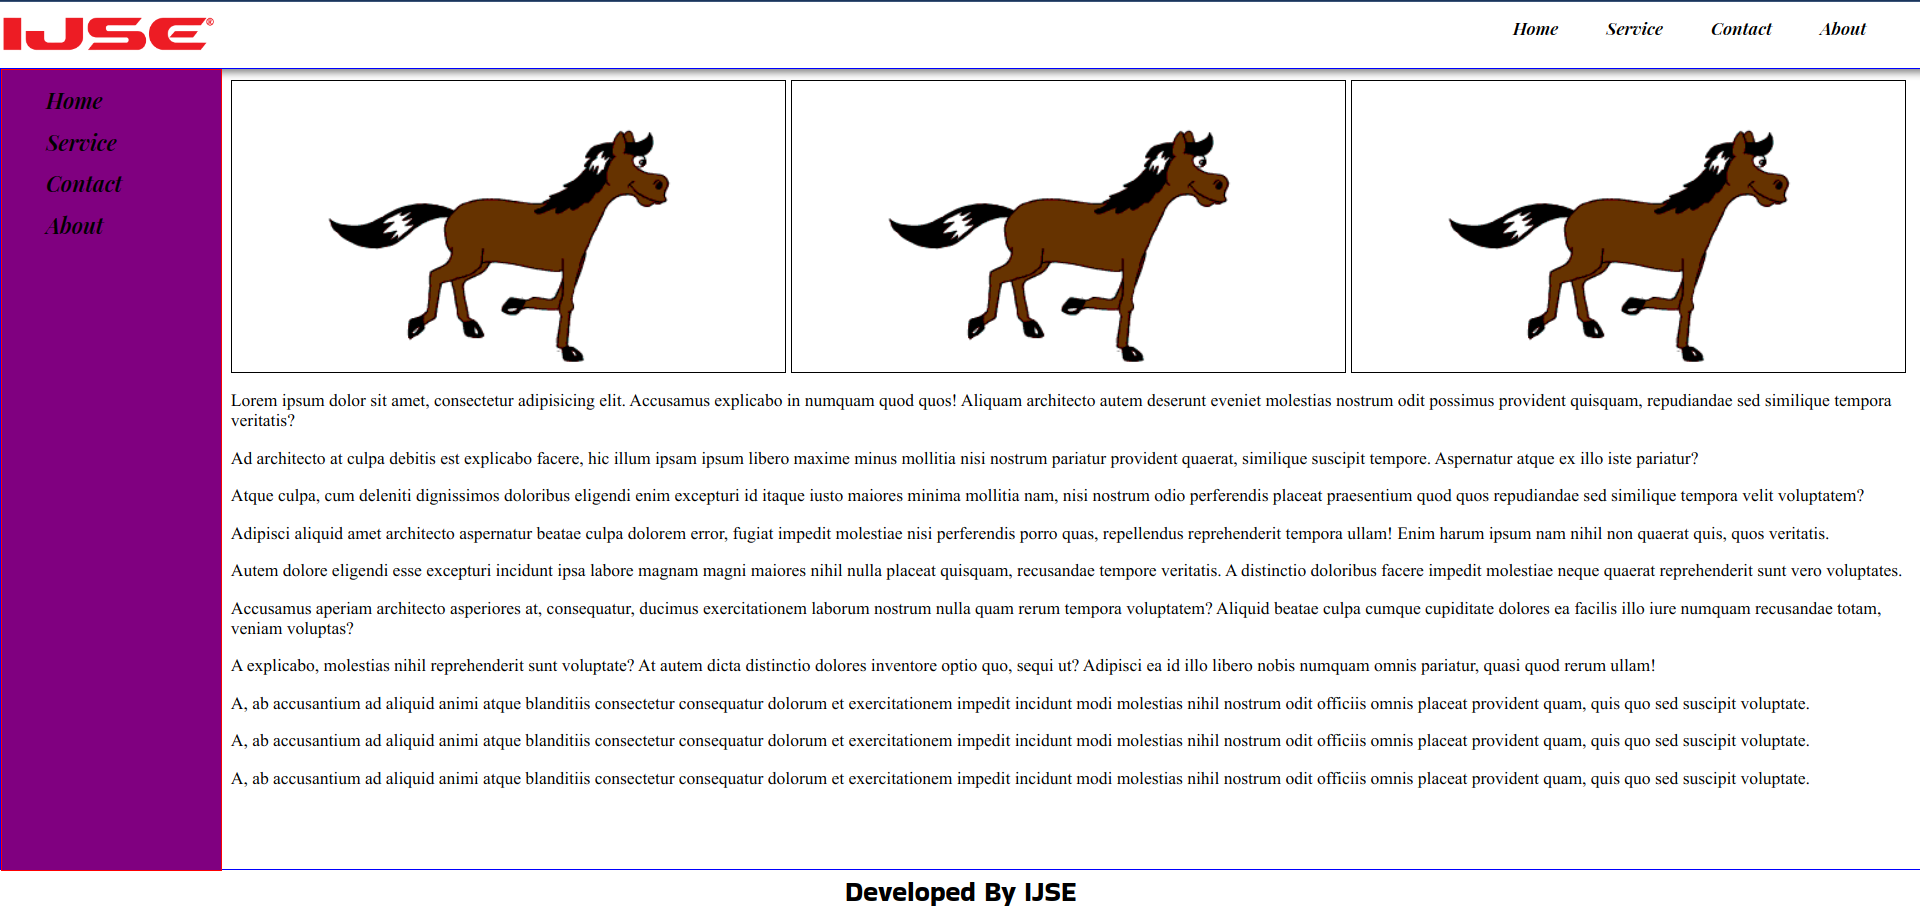 IJSE®
Home Service Contact About
Home
Service
Contact
About
Lorem ipsum dolor sit amet, consectetur adipisicing elit. Accusamus explicabo in numquam quod quos! Aliquam architecto autem deserunt eveniet molestias nostrum odit possimus provident quisquam, repudiandae sed similique tempora
veritatis?
Ad architecto at culpa debitis est explicabo facere, hic illum ipsam ipsum libero maxime minus mollitia nisi nostrum pariatur provident quaerat, similique suscipit tempore. Aspernatur atque ex illo iste pariatur?
Atque culpa, cum deleniti dignissimos doloribus eligendi enim excepturi id itaque iusto maiores minima mollitia nam, nisi nostrum odio perferendis placeat praesentium quod quos repudiandae sed similique tempora velit voluptatem?
Adipisci aliquid amet architecto aspernatur beatae culpa dolorem error, fugiat impedit molestiae nisi perferendis porro quas, repellendus reprehenderit tempora ullam! Enim harum ipsum nam nihil non quaerat quis, quos veritatis.
Autem dolore eligendi esse excepturi incidunt ipsa labore magnam magni maiores nihil nulla placeat quisquam, recusandae tempore veritatis. A distinctio doloribus facere impedit molestiae neque quaerat reprehenderit sunt vero voluptates.
Accusamus aperiam architecto asperiores at, consequatur, ducimus exercitationem laborum nostrum nulla quam rerum tempora voluptatem? Aliquid beatae culpa cumque cupiditate dolores ea facilis illo iure numquam recusandae totam,
veniam voluptas?
A explicabo, molestias nihil reprehenderit sunt voluptate? At autem dicta distinctio dolores inventore optio quo, sequi ut? Adipisci ea id illo libero nobis numquam omnis pariatur, quasi quod rerum ullam!
A, ab accusantium ad aliquid animi atque blanditiis consectetur consequatur dolorum et exercitationem impedit incidunt modi molestias nihil nostrum odit officiis omnis placeat provident quam, quis quo sed suscipit voluptate.
A, ab accusantium ad aliquid animi atque blanditiis consectetur consequatur dolorum et exercitationem impedit incidunt modi molestias nihil nostrum odit officiis omnis placeat provident quam, quis quo sed suscipit voluptate.
A, ab accusantium ad aliquid animi atque blanditiis consectetur consequatur dolorum et exercitationem impedit incidunt modi molestias nihil nostrum odit officiis omnis placeat provident quam, quis quo sed suscipit voluptate.
Developed By IJSE